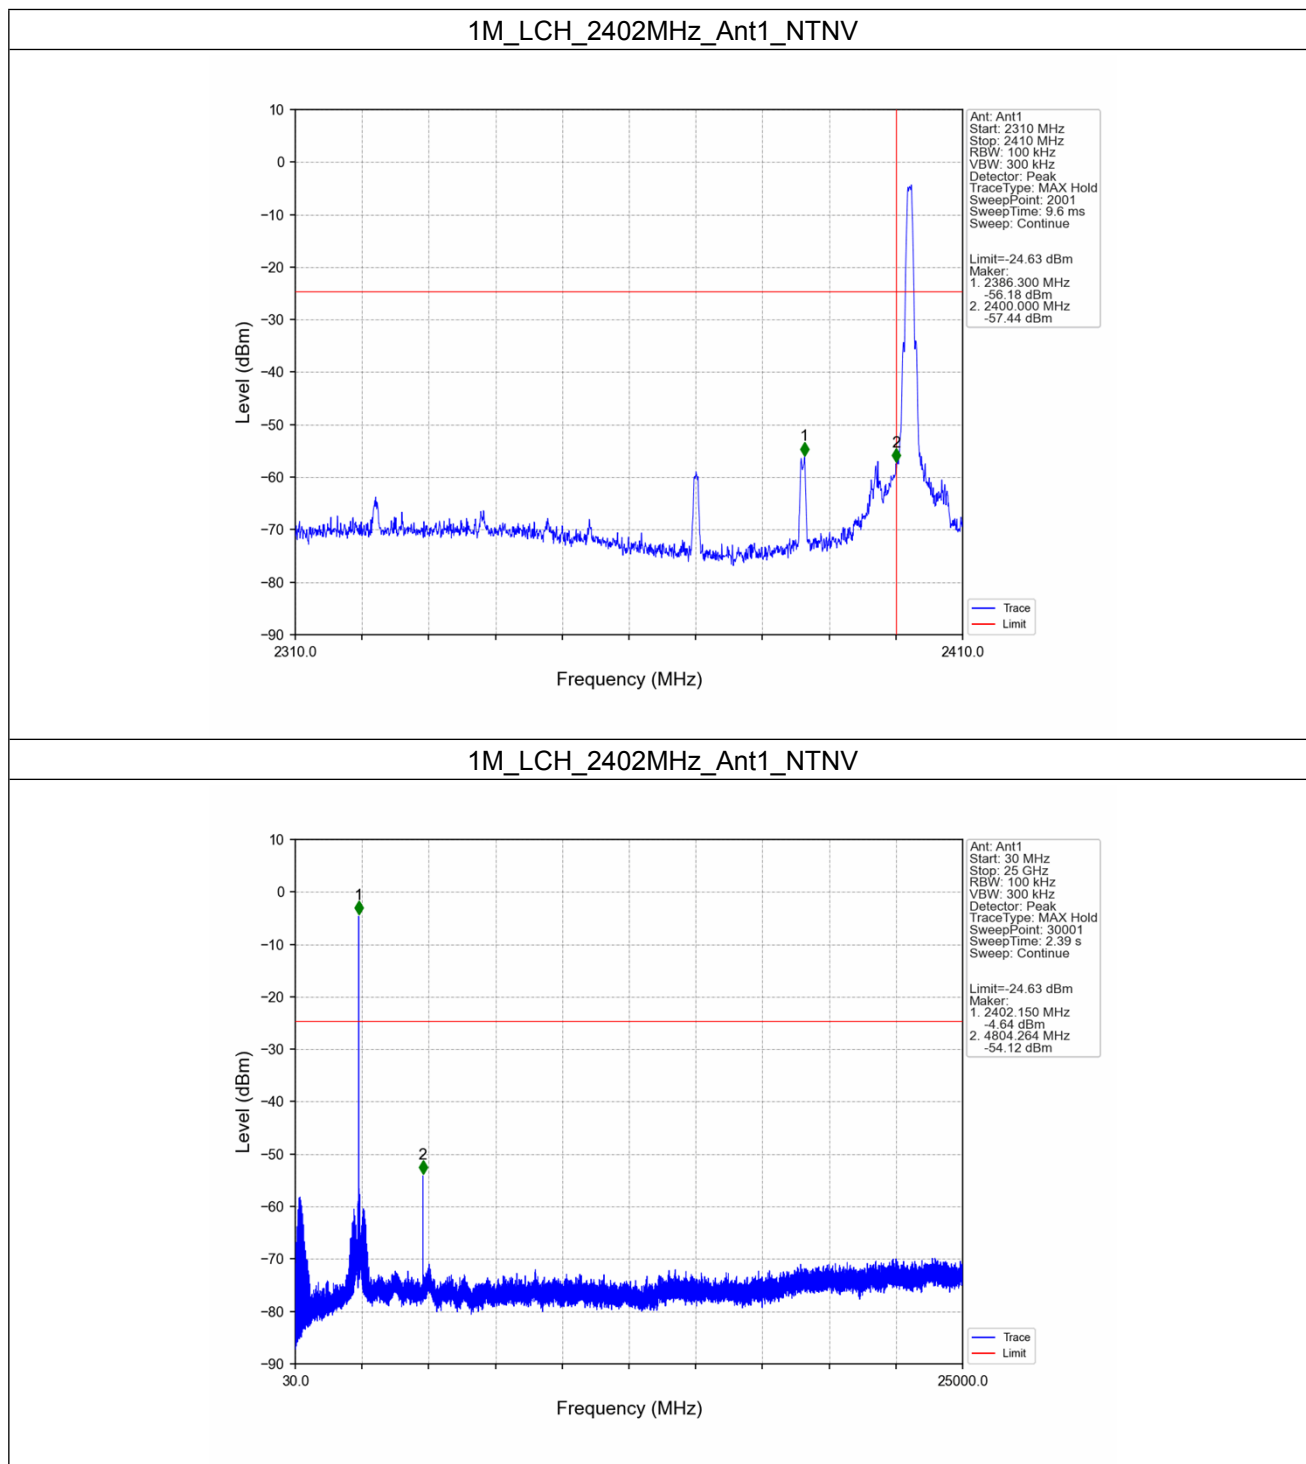 1M_LCH_2402MHz_Ant1_NTNV
10
0
−10
−20
−30
−40
−50
−60
−70
−80
−90
Level (dBm)
1
2
2310.0
2410.0
Frequency (MHz)
Ant: Ant1
Start: 2310 MHz
Stop: 2410 MHz
RBW: 100 kHz
VBW: 300 kHz
Detector: Peak
TraceType: MAX Hold
SweepPoint: 2001
SweepTime: 9.6 ms
Sweep: Continue
Limit=-24.63 dBm
Maker:
1. 2386.300 MHz
-56.18 dBm
2. 2400.000 MHz
-57.44 dBm
Trace
Limit
1M_LCH_2402MHz_Ant1_NTNV
10
0
−10
−20
−30
−40
−50
−60
−70
−80
−90
Level (dBm)
1
2
30.0
25000.0
Frequency (MHz)
Ant: Ant1
Start: 30 MHz
Stop: 25 GHz
RBW: 100 kHz
VBW: 300 kHz
Detector: Peak
TraceType: MAX Hold
SweepPoint: 30001
SweepTime: 2.39 s
Sweep: Continue
Limit=-24.63 dBm
Maker:
1. 2402.150 MHz
-4.64 dBm
2. 4804.264 MHz
-54.12 dBm
Trace
Limit